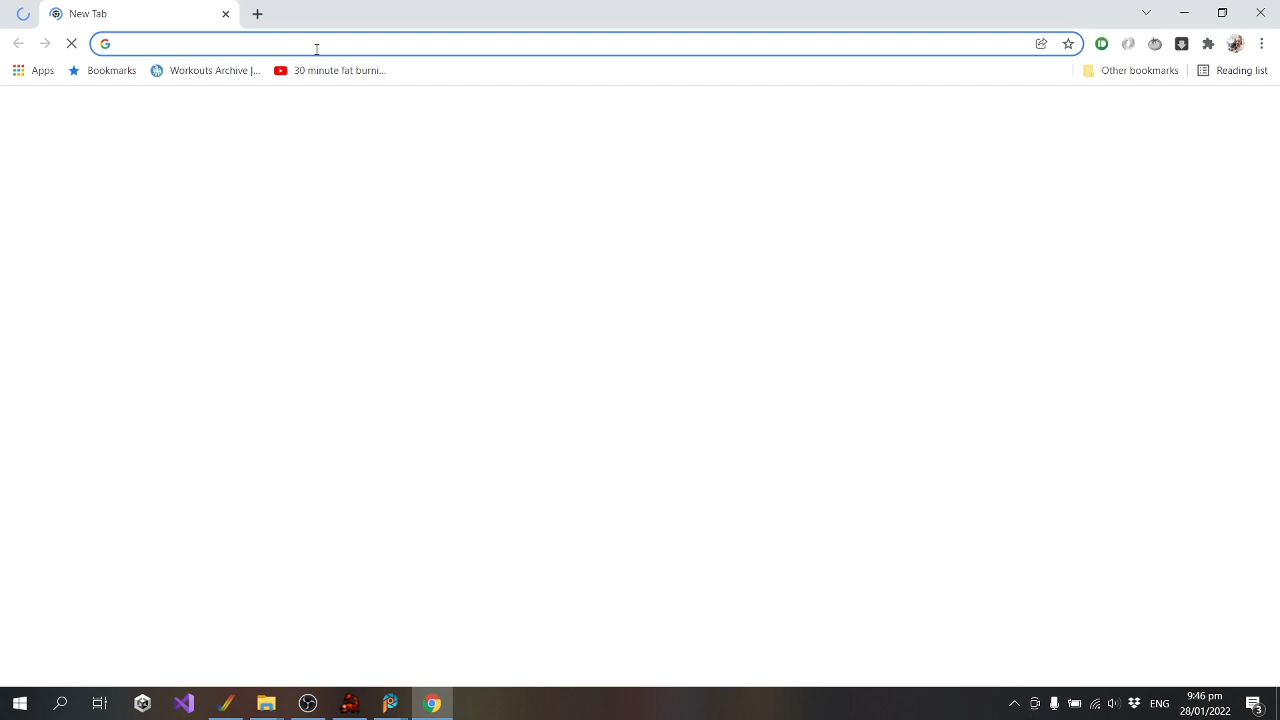 New Tab
Apps Bookmarks Workouts Archive |... 30 minute fat burni... Other bookmarks Reading list
ENG 9:46 pm
28/01/2022 3